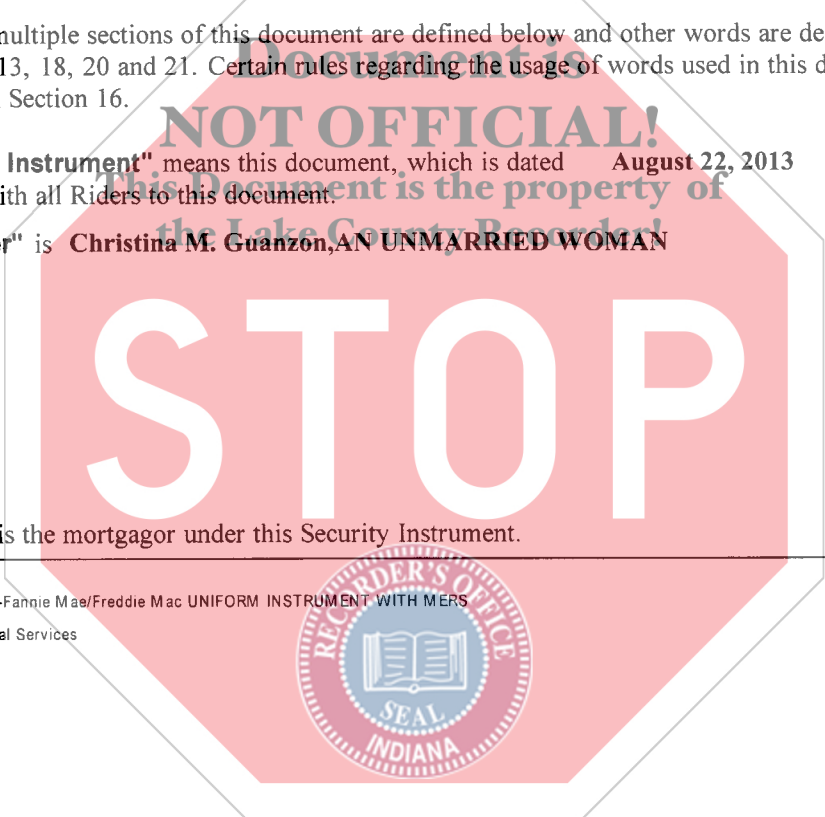 multiple sections of this document are defined below and other words are de
13, 18, 20 and 21. Certain rules regarding the usage of words used in this d
Section 16.
Document is
NOT OFFICIAL!
Instrument" means this document, which is dated August 22, 2013
This Document is the property of
ith all Riders to this document.
the Lake County Recorder!
r" is Christina M. Guanzon,AN UNMARRIED WOMAN
STOP
is the mortgagor under this Security Instrument.
-Fannie Mae/Freddie Mac UNIFORM INSTRUMENT WITH MERS
al Services
RECORDER'S OFFICE
SEAL
INDIANA